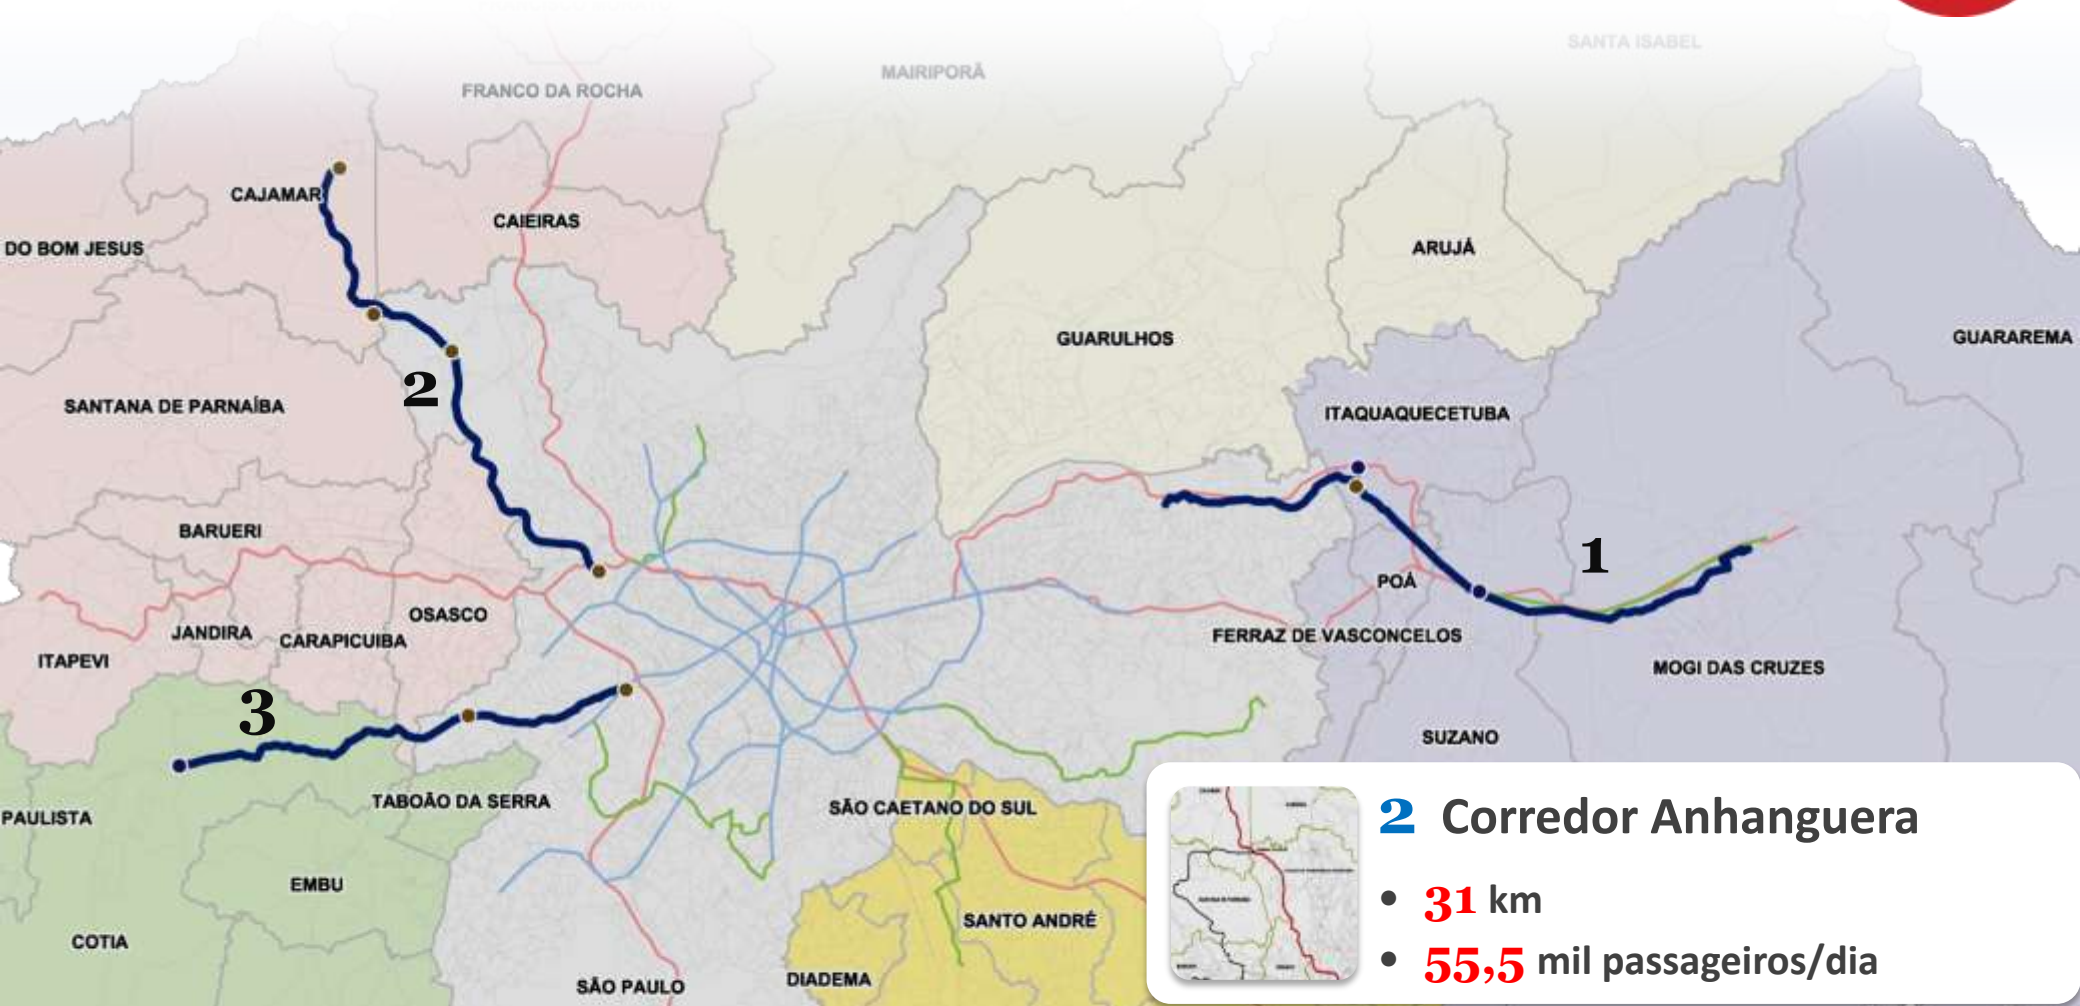 SANTA ISABEL
MAIRIPORÃ
FRANCO DA ROCHA
CAJAMAR
CAIEIRAS
DO BOM JESUS
ARUJÁ
GUARULHOS
GUARAREMA
2
SANTANA DE PARNAÍBA
ITAQUAQUECETUBA
BARUERI
1
POÁ
OSASCO
JANDIRA
CARAPICUIBA
FERRAZ DE VASCONCELOS
ITAPEVI
MOGI DAS CRUZES
3
SUZANO
TABOÃO DA SERRA
SÃO CAETANO DO SUL
PAULISTA
EMBU
SANTO ANDRÉ
COTIA
DIADEMA
SÃO PAULO
2 Corredor Anhanguera
• 31 km
• 55,5 mil passageiros/dia